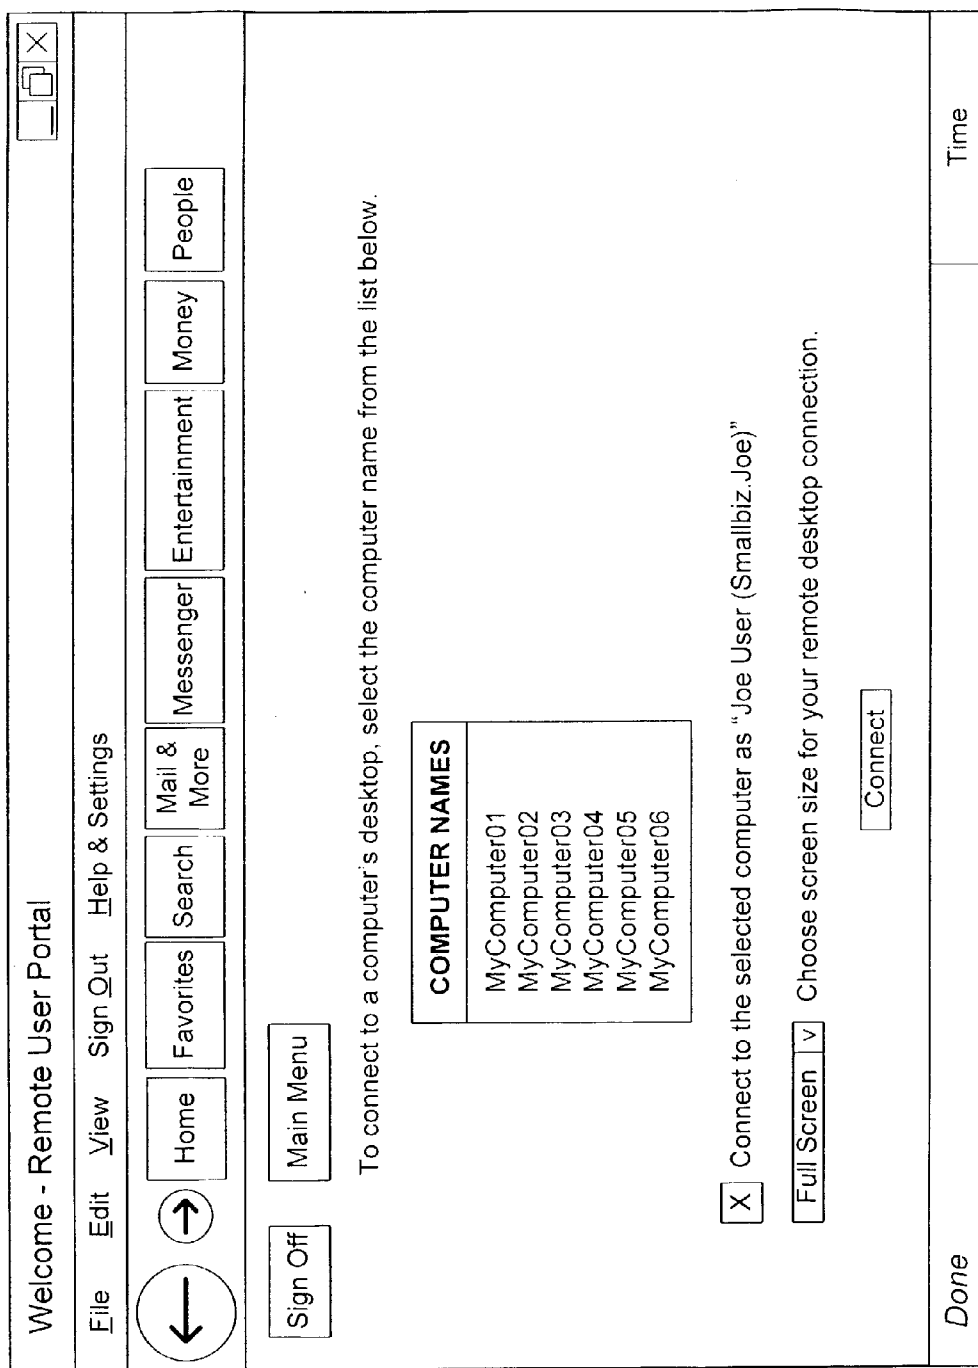 Welcome - Remote User Portal
File Edit View Sign Out Help & Settings
Home Favorites Search Mail & More Messenger Entertainment Money People
Sign Off Main Menu
To connect to a computer's desktop, select the computer name from the list below.
COMPUTER NAMES
MyComputer01
MyComputer02
MyComputer03
MyComputer04
MyComputer05
MyComputer06
X Connect to the selected computer as "Joe User (Smallbiz.Joe)"
Full Screen v Choose screen size for your remote desktop connection.
Connect
Done Time